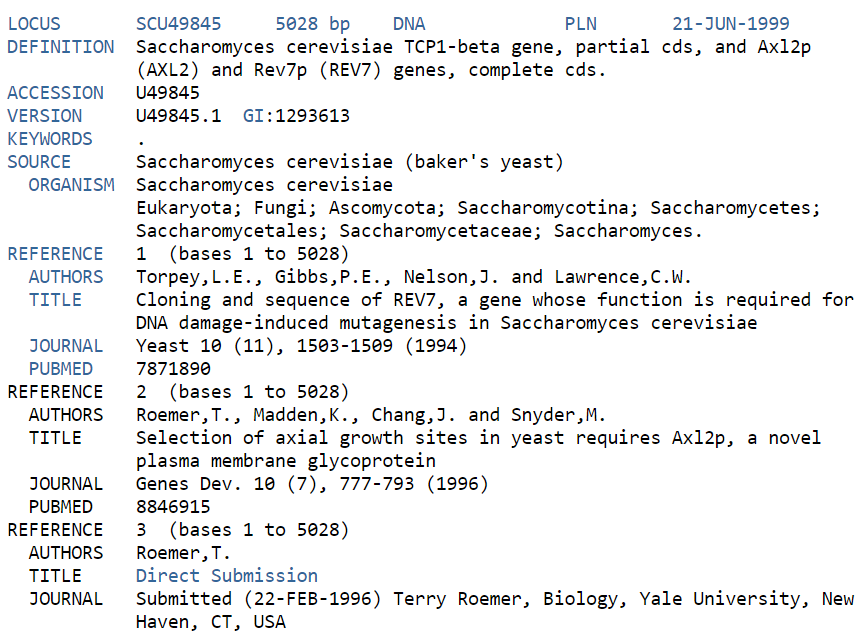 LOCUS       SCU49845     5028 bp    DNA             PLN       21-JUN-1999
DEFINITION  Saccharomyces cerevisiae TCP1-beta gene, partial cds, and Axl2p
            (AXL2) and Rev7p (REV7) genes, complete cds.
ACCESSION   U49845
VERSION     U49845.1  GI:1293613
KEYWORDS    .
SOURCE      Saccharomyces cerevisiae (baker's yeast)
  ORGANISM  Saccharomyces cerevisiae
            Eukaryota; Fungi; Ascomycota; Saccharomycotina; Saccharomycetes;
            Saccharomycetales; Saccharomycetaceae; Saccharomyces.
REFERENCE   1  (bases 1 to 5028)
  AUTHORS   Torpey,L.E., Gibbs,P.E., Nelson,J. and Lawrence,C.W.
  TITLE     Cloning and sequence of REV7, a gene whose function is required for
            DNA damage-induced mutagenesis in Saccharomyces cerevisiae
  JOURNAL   Yeast 10 (11), 1503-1509 (1994)
  PUBMED    7871890
REFERENCE   2  (bases 1 to 5028)
  AUTHORS   Roemer,T., Madden,K., Chang,J. and Snyder,M.
  TITLE     Selection of axial growth sites in yeast requires Axl2p, a novel
            plasma membrane glycoprotein
  JOURNAL   Genes Dev. 10 (7), 777-793 (1996)
  PUBMED    8846915
REFERENCE   3  (bases 1 to 5028)
  AUTHORS   Roemer,T.
  TITLE     Direct Submission
  JOURNAL   Submitted (22-FEB-1996) Terry Roemer, Biology, Yale University, New
            Haven, CT, USA